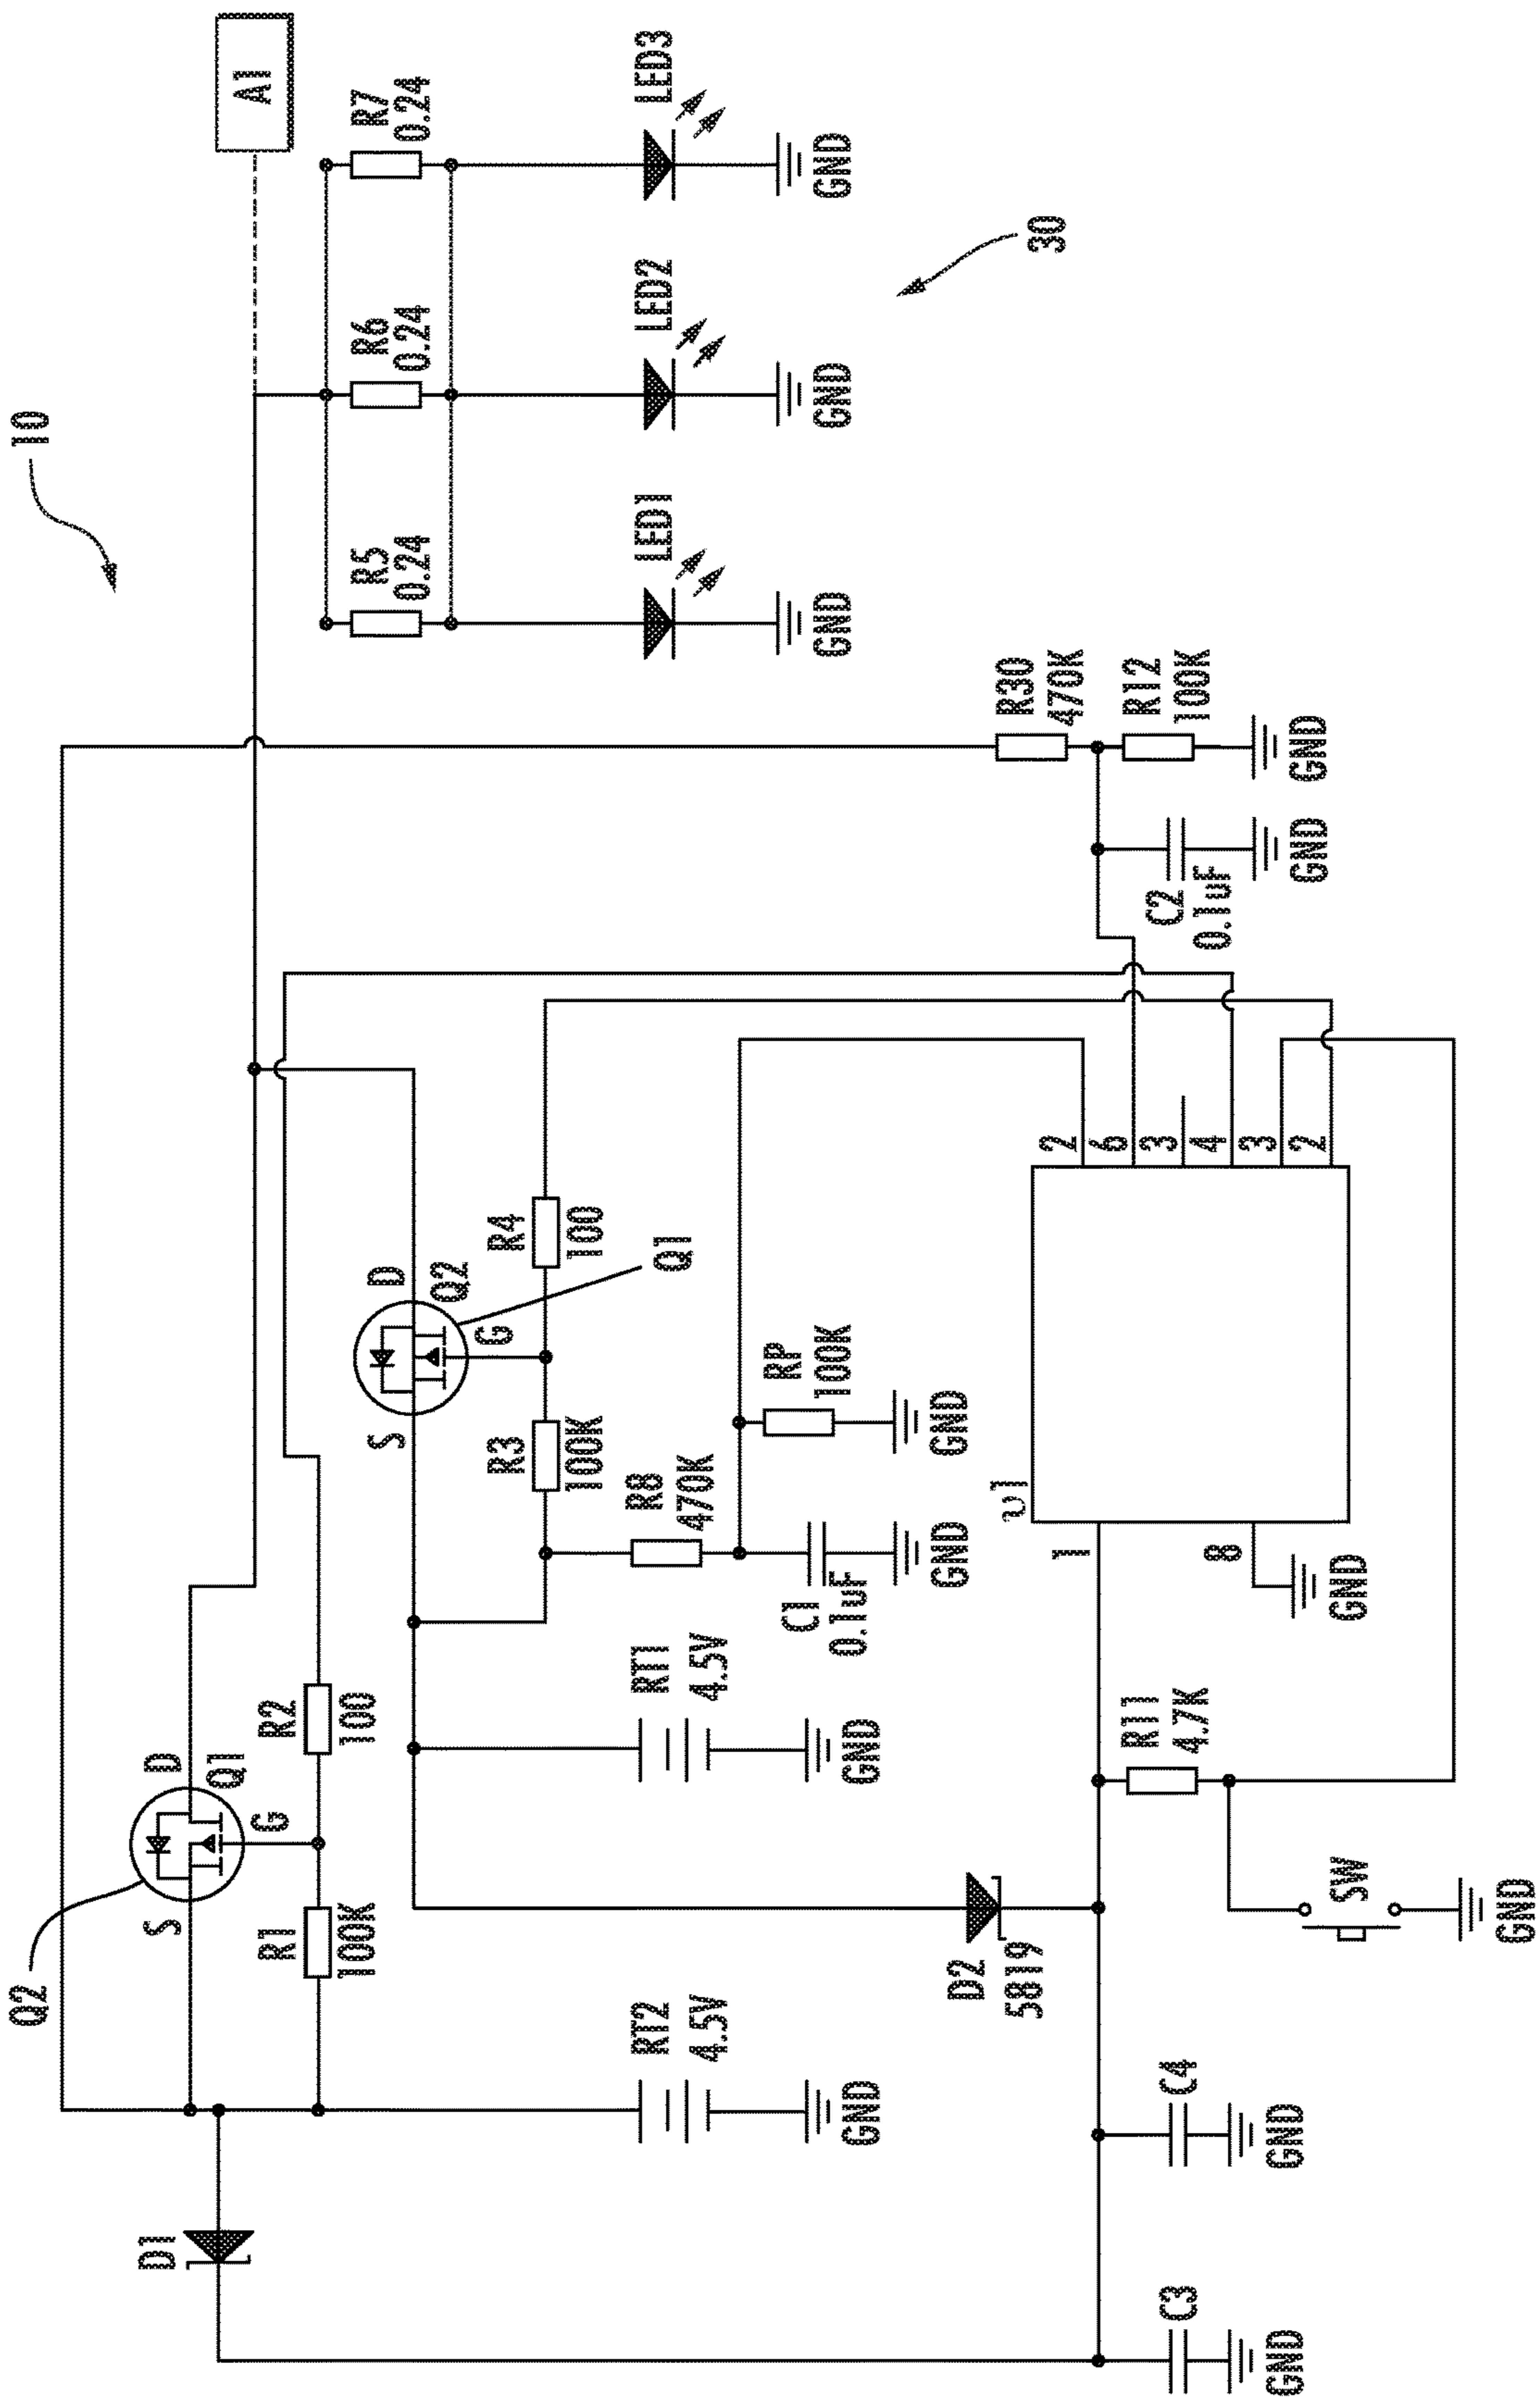 Q2
10
D1
S
D
Q1
G
A1
R1
100K
R2
100
R5
0.24
R6
0.24
R7
0.24
S
D
Q2
G
R3
100K
R4
100
Q1
RT2
4.5V
GND
RT1
4.5V
GND
R8
470K
C1
0.1uF
GND
RP
100K
GND
LED1
GND
LED2
GND
LED3
GND
30
D2
5819
U1
1
8
GND
2
6
3
4
3
2
R30
470K
R12
100K
GND
C2
0.1uF
GND
C3
GND
C4
GND
R11
4.7K
SW
GND